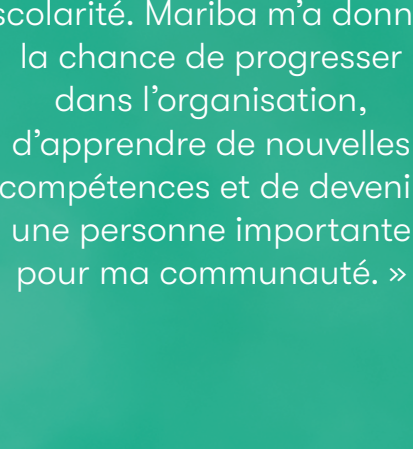 scolarité. Mariba m’a donn
la chance de progresser
dans l’organisation,
d’apprendre de nouvelles
compétences et de deveni
une personne importante
pour ma communauté. »